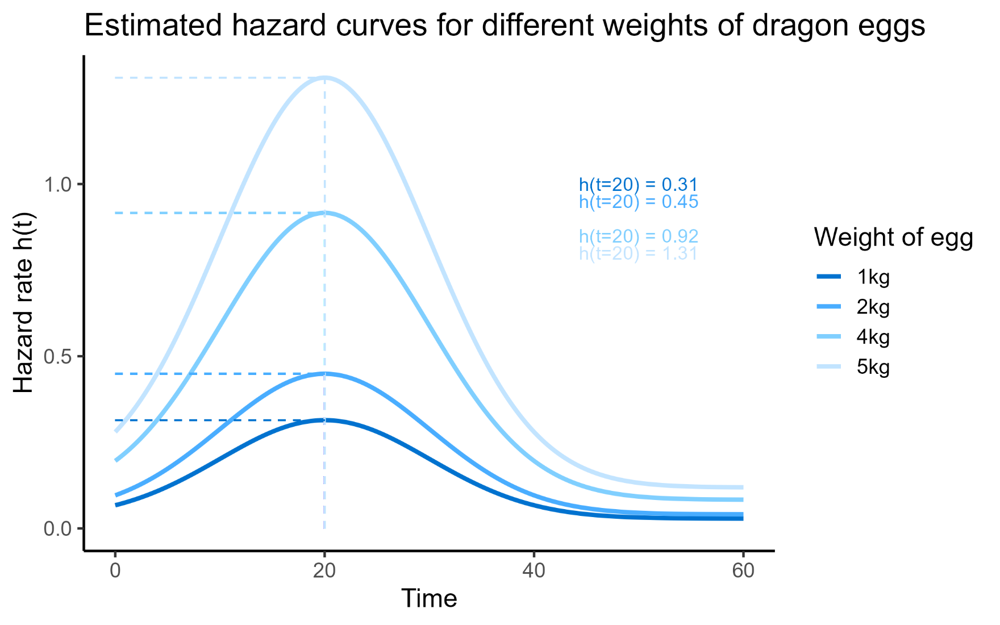 Estimated hazard curves for different weights of dragon eggs
Hazard rate h(t)
1.0
0.5
0.0
h(t=20) = 0.31
h(t=20) = 0.45
h(t=20) = 0.92
h(t=20) = 1.31
Weight of egg
1kg
2kg
4kg
5kg
0
20
40
60
Time